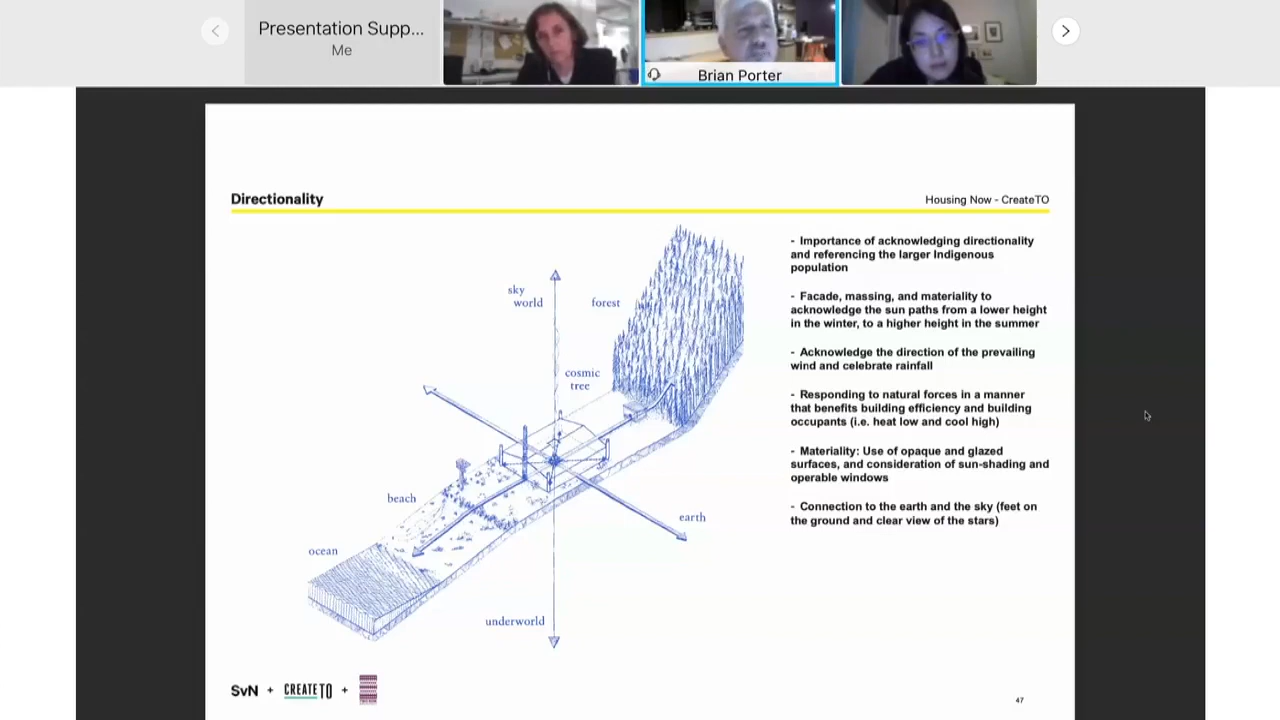 Presentation Supp...
Me
Brian Porter
Directionality
Housing Now - CreateTO
sky
world
forest
cosmic
tree
beach
earth
ocean
underworld
- Importance of acknowledging directionality
and referencing the larger Indigenous
population
- Facade, massing, and materiality to
acknowledge the sun paths from a lower height
in the winter, to a higher height in the summer
- Acknowledge the direction of the prevailing
wind and celebrate rainfall
- Responding to natural forces in a manner
that benefits building efficiency and building
occupants (i.e. heat low and cool high)
- Materiality: Use of opaque and glazed
surfaces, and consideration of sun-shading and
operable windows
- Connection to the earth and the sky (feet on
the ground and clear view of the stars)
SvN + CREATE TO +
47